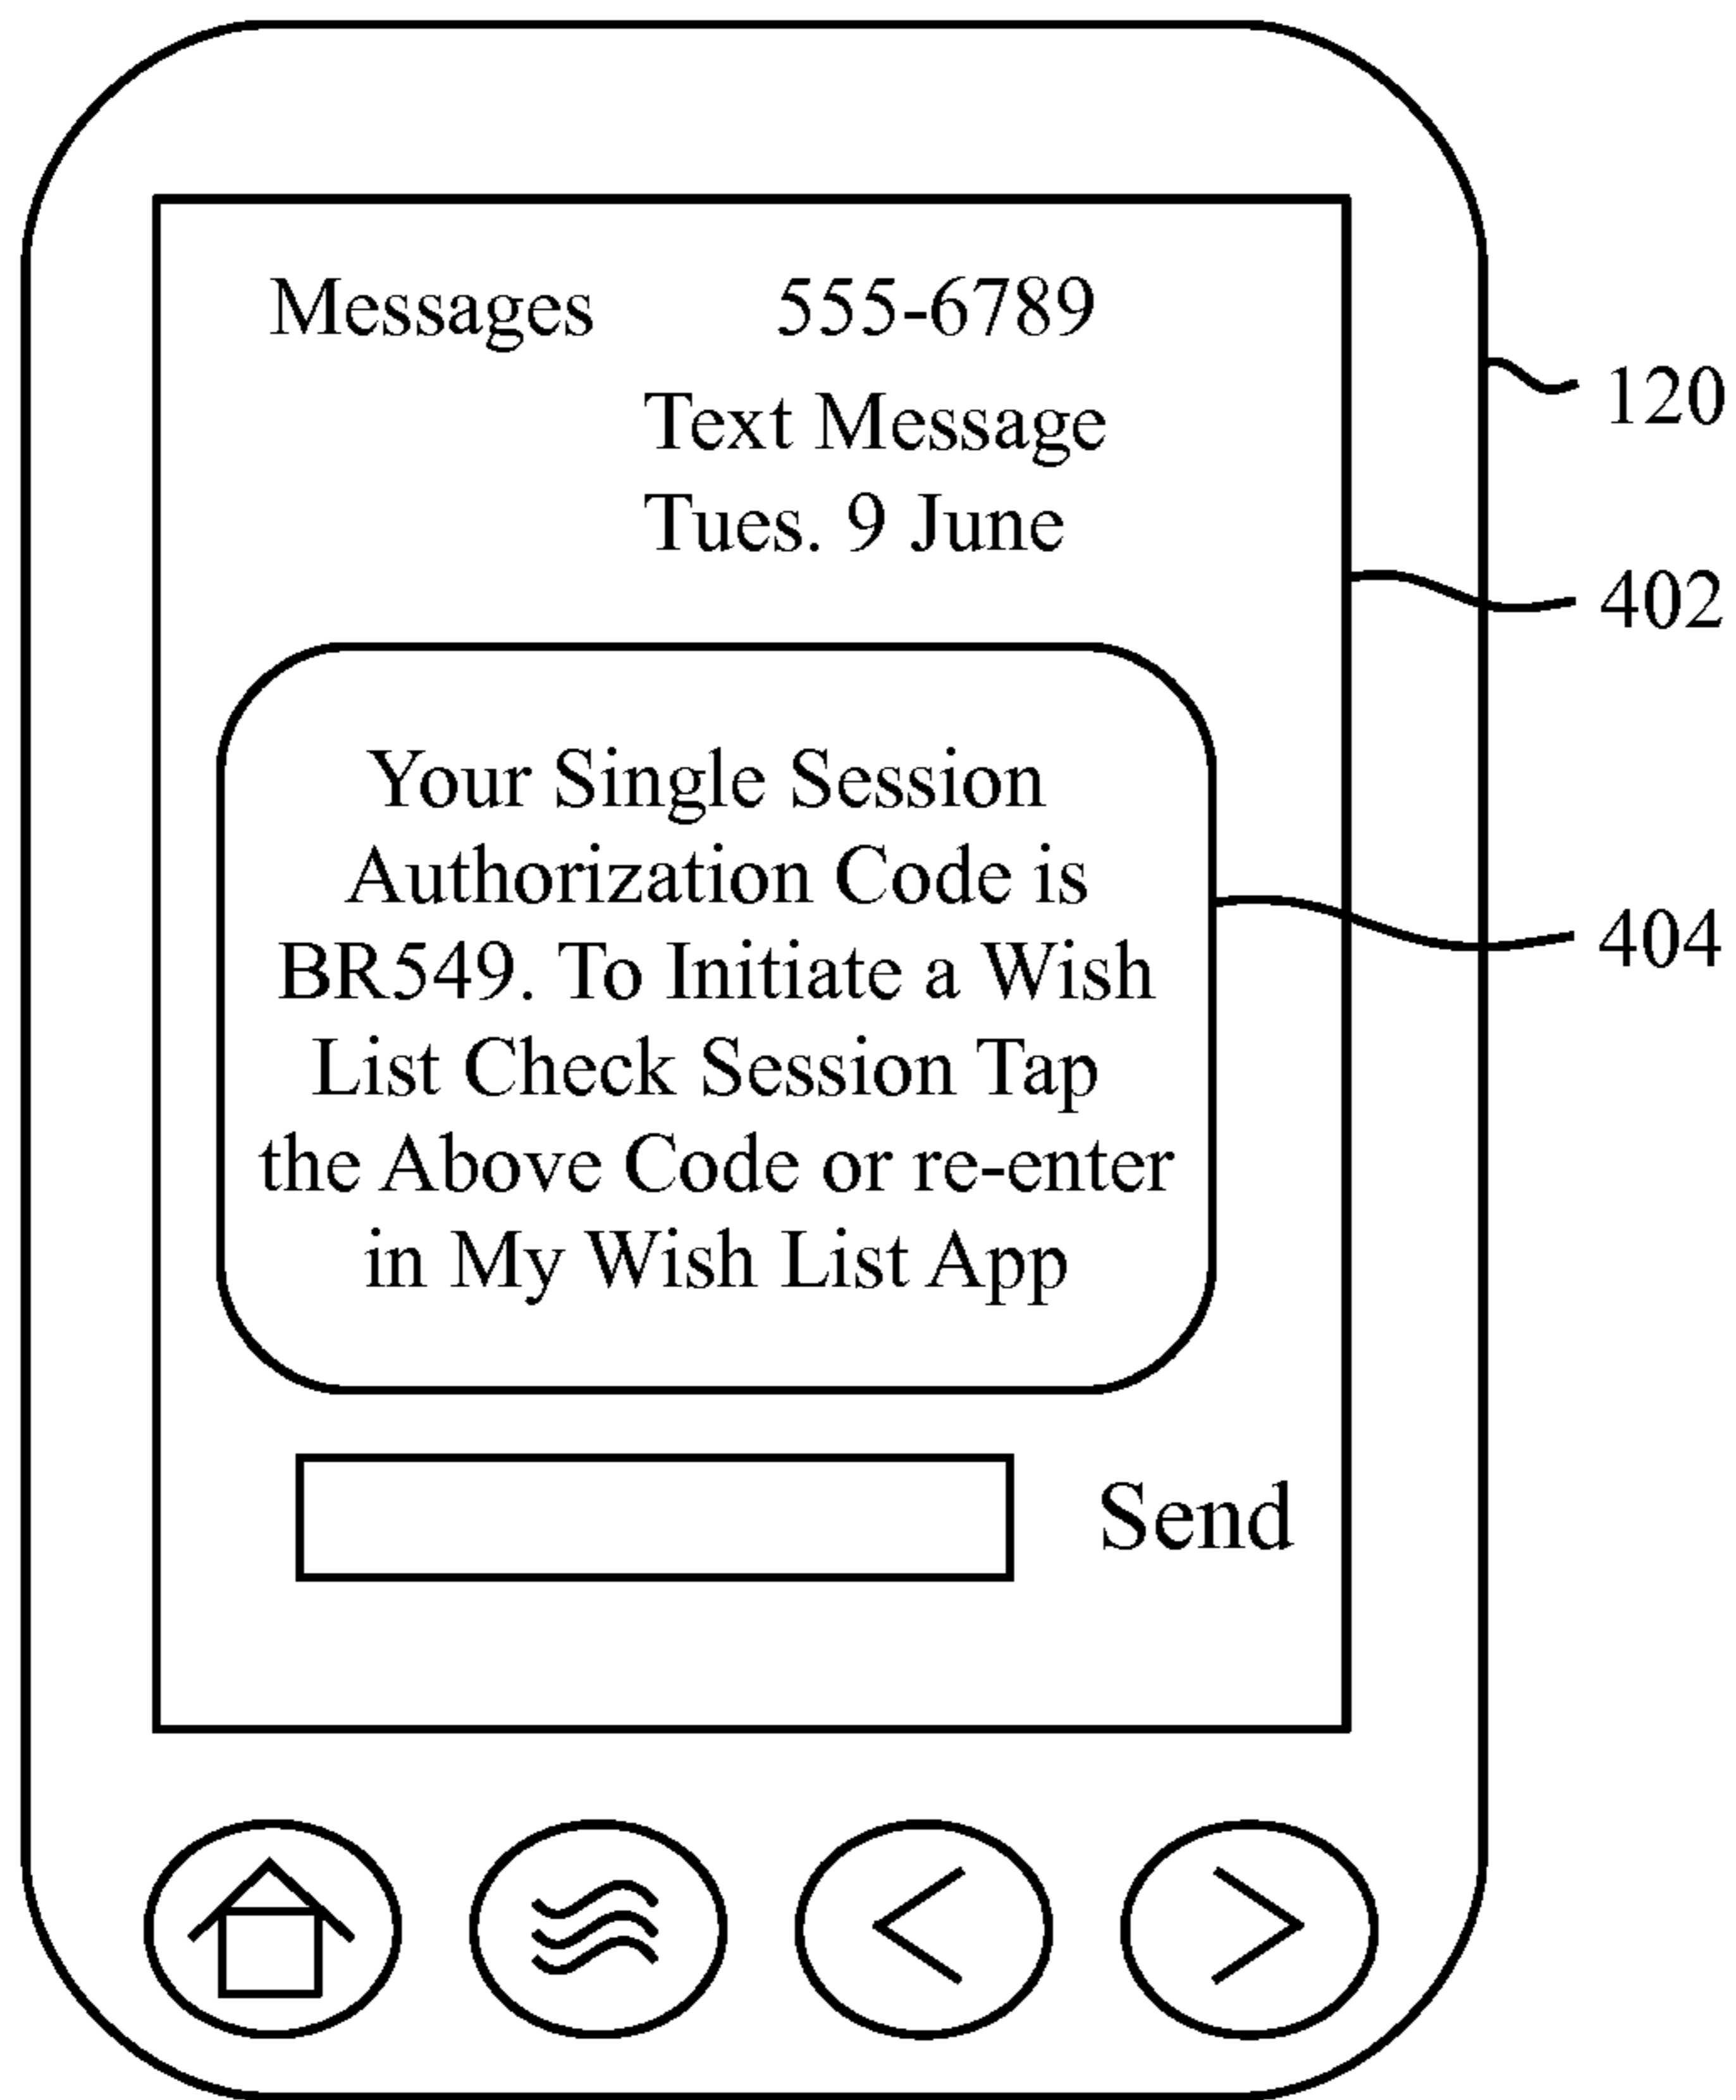 Messages 555-6789
Text Message
Tues. 9 June
120
402
Your Single Session
Authorization Code is
BR549. To Initiate a Wish
List Check Session Tap
the Above Code or re-enter
in My Wish List App
404
Send